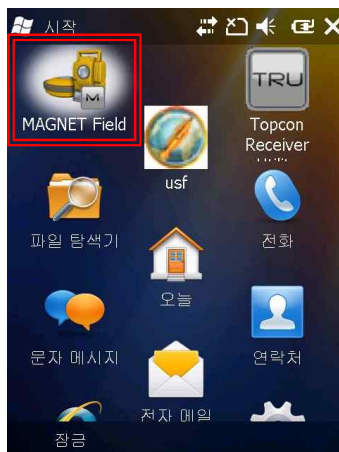 시작
MAGNET Field
TRU
Topcon
Receiver
usf
파일 탐색기
전화
오늘
문자 메시지
연락처
전자 메일
잠금